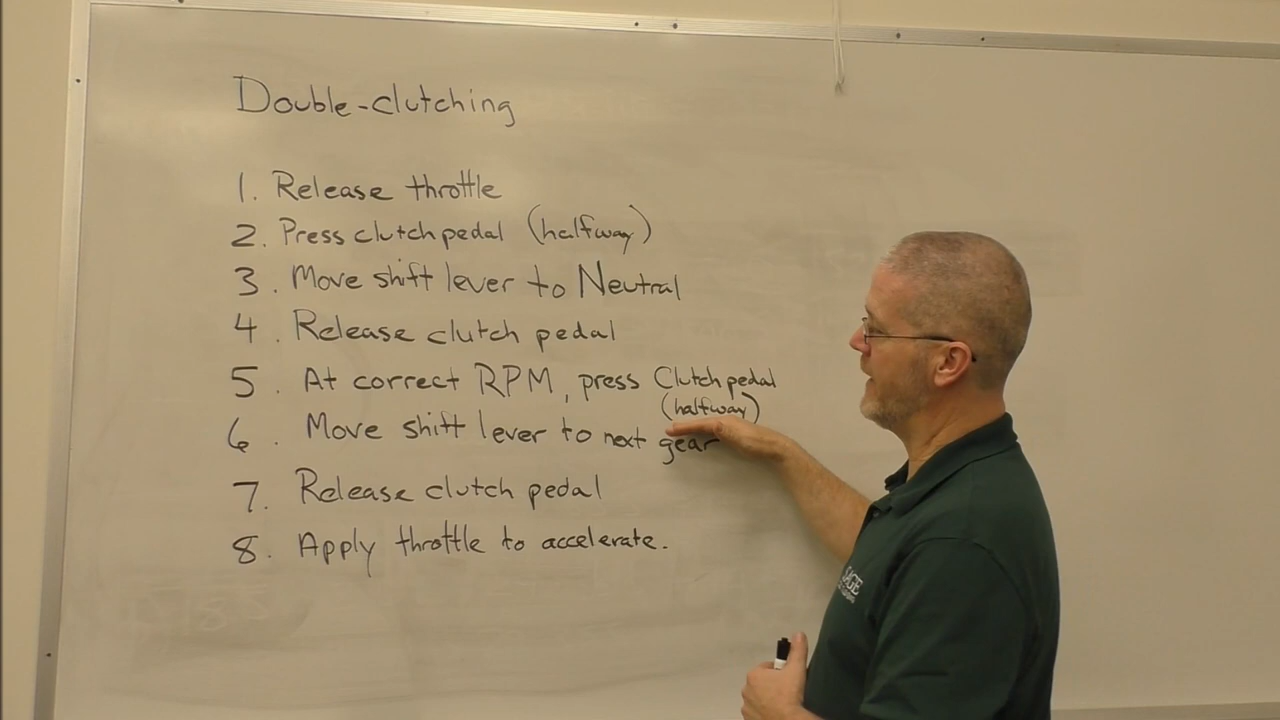 Double-clutching
1. Release throttle
2. Press clutch pedal (halfway)
3. Move shift lever to Neutral
4. Release clutch pedal
5. At correct RPM, press Clutch pedal
(halfway)
6. Move shift lever to next gear
7. Release clutch pedal
8. Apply throttle to accelerate.
SAGE